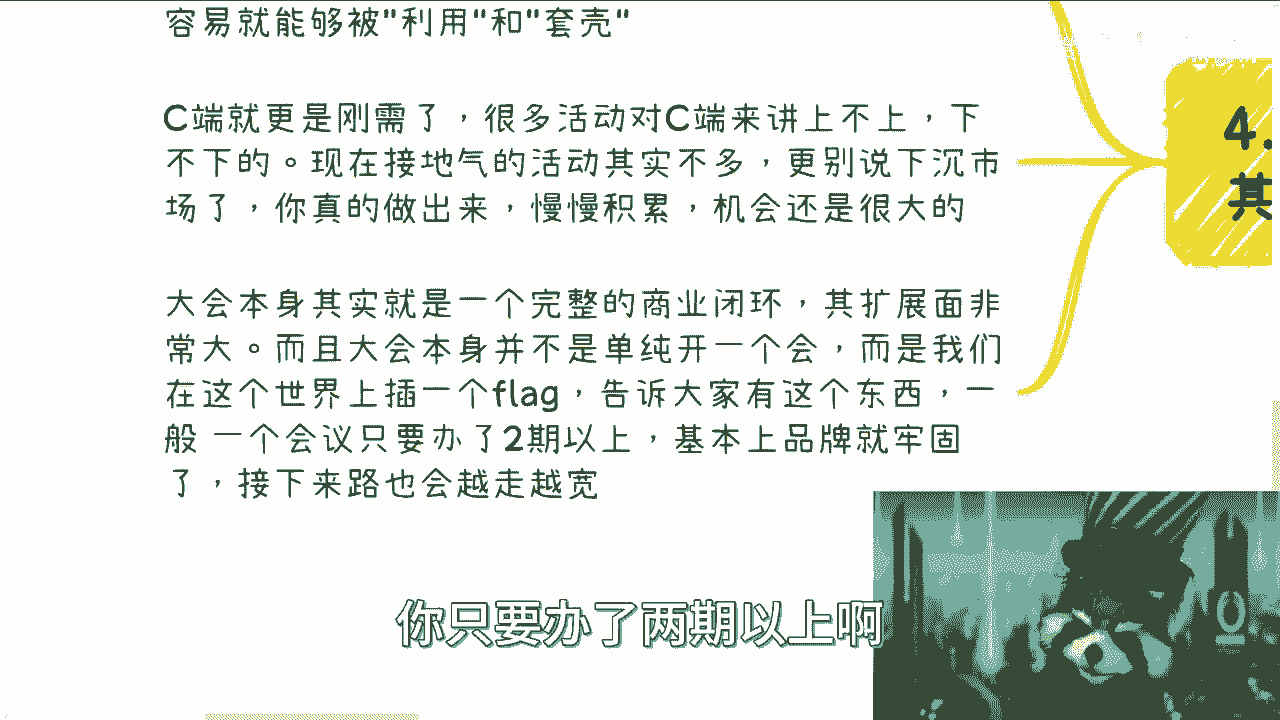 容易就能够被"利用"和"套壳"
C端就更是刚需了，很多活动对C端来讲上不上，下
不下的。现在接地气的活动其实不多，更别说下沉市
场了，你真的做出来，慢慢积累，机会还是很大的
大会本身其实就是一个完整的商业闭环，其扩展面非
常大。而且大会本身并不是单纯开一个会，而是我们
在这个世界上插一个flag，告诉大家有这个东西，一
般 一个会议只要办了2期以上，基本上品牌就牢固
了，接下来路也会越走越宽
4.
其
你只要办了两期以上啊